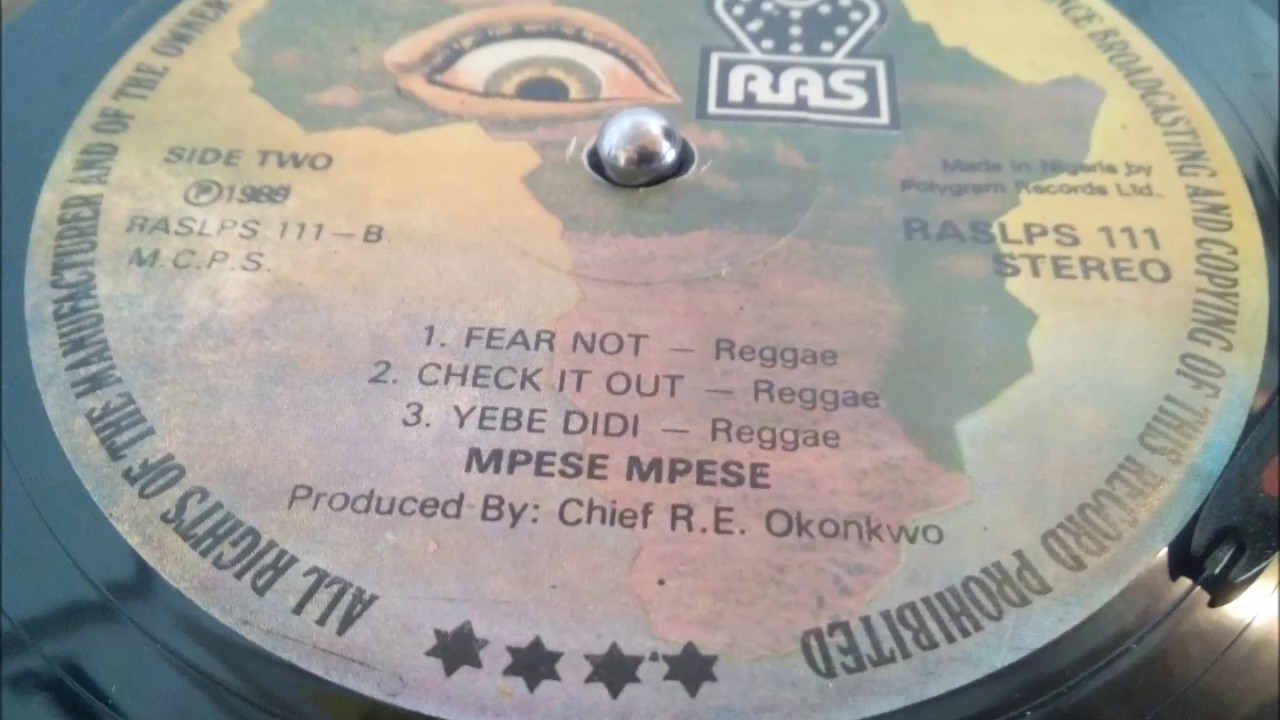 RAS
SIDE TWO
RASLPS 111-B
M.C.P.S.
Made in Nigeria by
Polygram Records Ltd.
RASLPS 111
STEREO
1. FEAR NOT — Reggae
2. CHECK IT OUT — Reggae
3. YEBE DIDI — Reggae
MPESE MPESE
Produced By: Chief R.E. Okonkwo
ALL RIGHTS OF THE MANUFACTURER AND OF THE OWNER
BROADCASTING AND COPYING OF THIS RECORD PROHIBITED